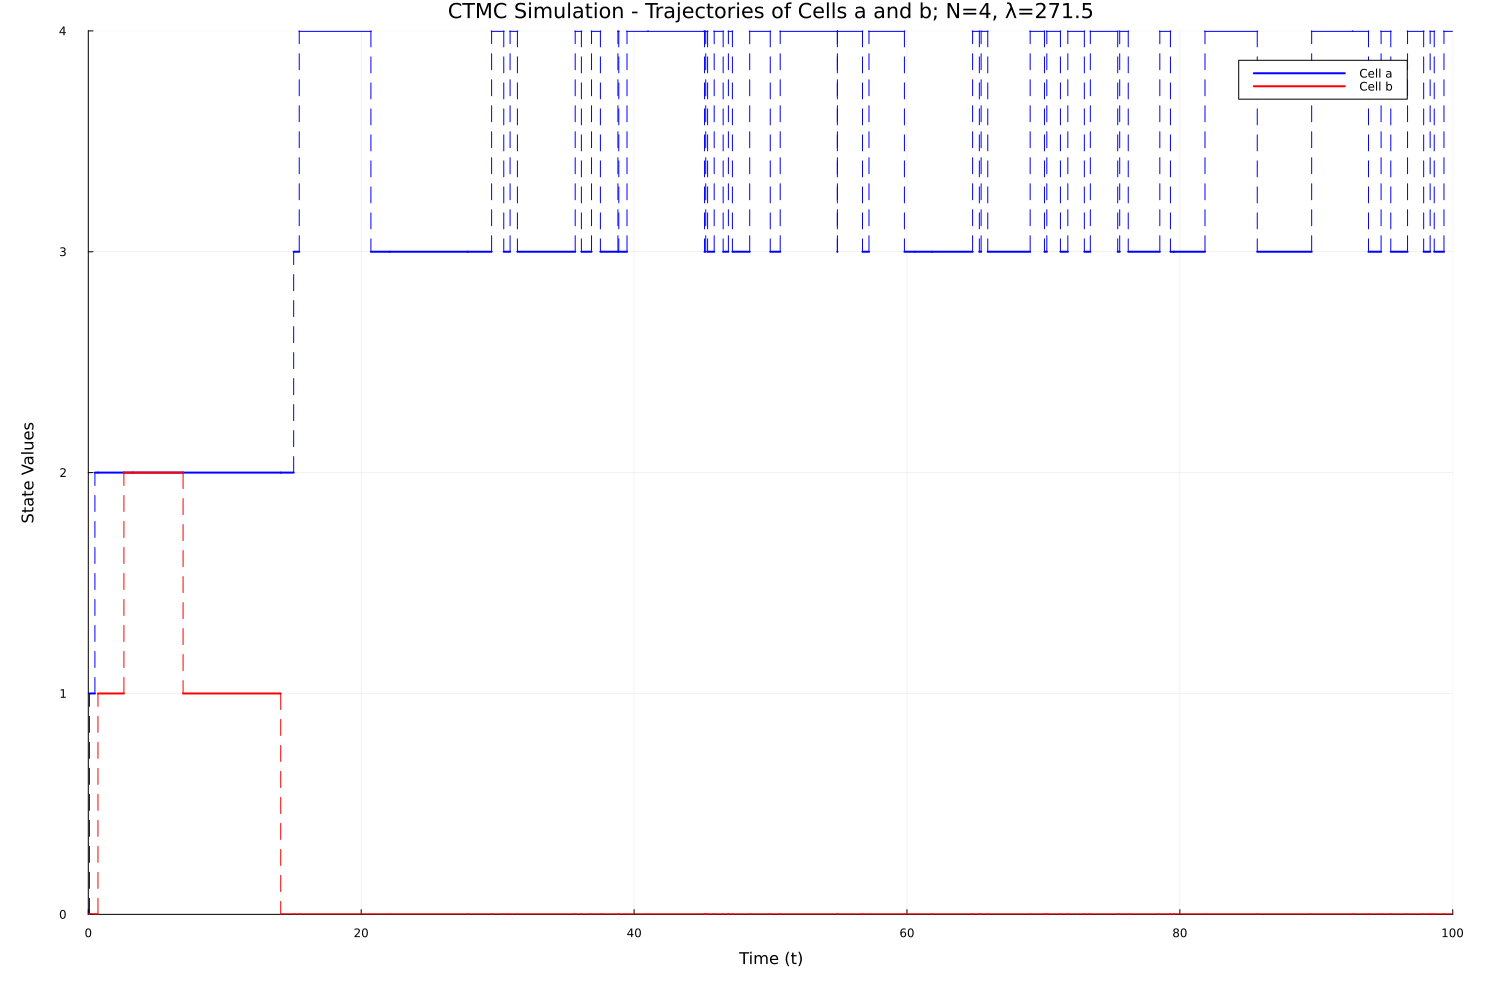 CTMC Simulation - Trajectories of Cells a and b; N=4, λ=271.5
4
Cell a
Cell b
3
State Values
2
1
0
0 20 40 60 80 100
Time (t)